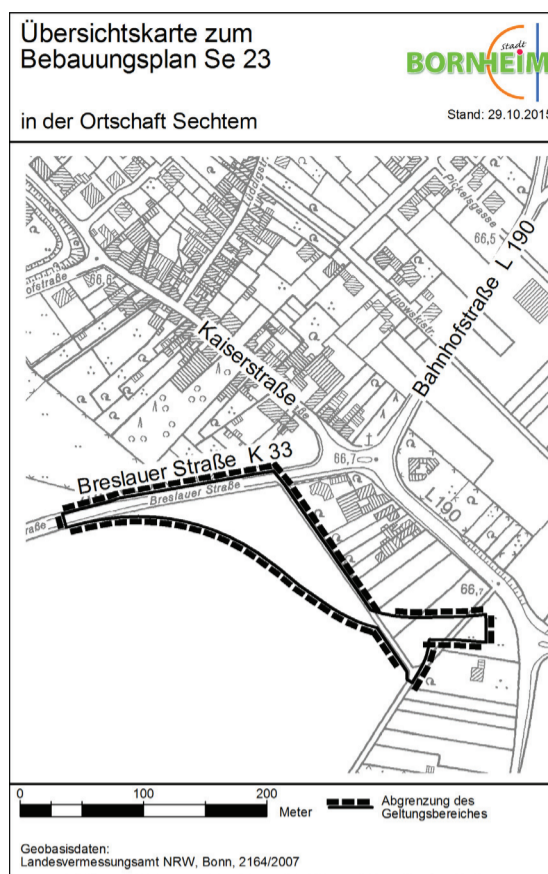 Übersichtskarte zum
Bebauungsplan Se 23
stadt
BORNHEIM
in der Ortschaft Sechtem
Stand: 29.10.2015
Pickelsgasse
66,5
66,6
Kaiserstraße
Bahnhofstraße L 190
66,7
Breslauer Straße K 33
Breslauer Straße
L190
66,7
0 100 200
Meter
Abgrenzung des
Geltungsbereiches
Geobasisdaten:
Landesvermessungsamt NRW, Bonn, 2164/2007